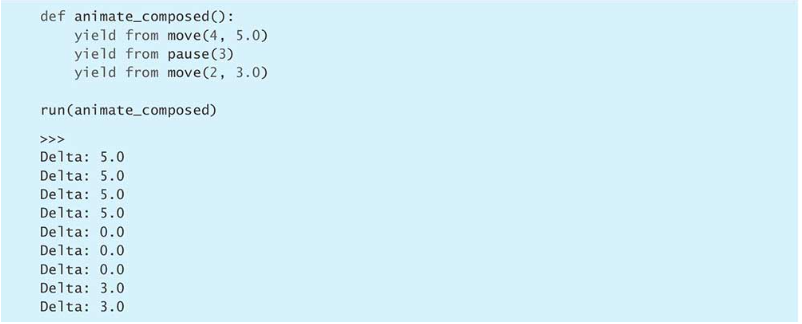 def animate_composed():
    yield from move(4, 5.0)
    yield from pause(3)
    yield from move(2, 3.0)
run(animate_composed)
>>>
Delta: 5.0
Delta: 5.0
Delta: 5.0
Delta: 5.0
Delta: 0.0
Delta: 0.0
Delta: 0.0
Delta: 3.0
Delta: 3.0